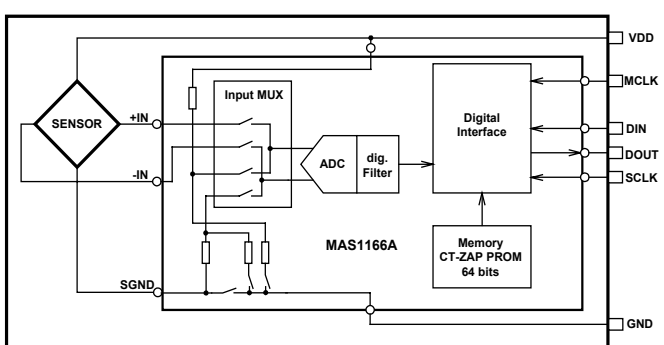 VDD
MCLK
Input MUX
+IN
SENSOR
Digital
Interface
DIN
DOUT
ADC
dig.
Filter
-IN
SCLK
MAS1166A
Memory
CT-ZAP PROM
64 bits
SGND
GND